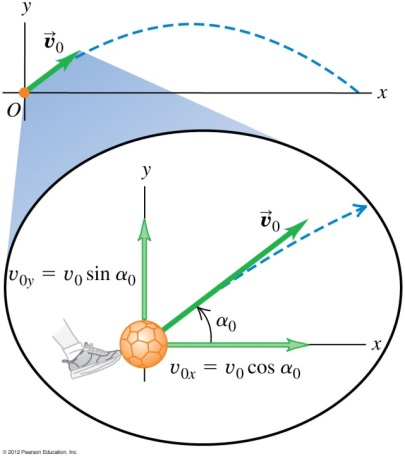 y
v⃗₀
x
O
y
v⃗₀
v₀y = v₀ sin α₀
α₀
x
v₀x = v₀ cos α₀
© 2012 Pearson Education, Inc.